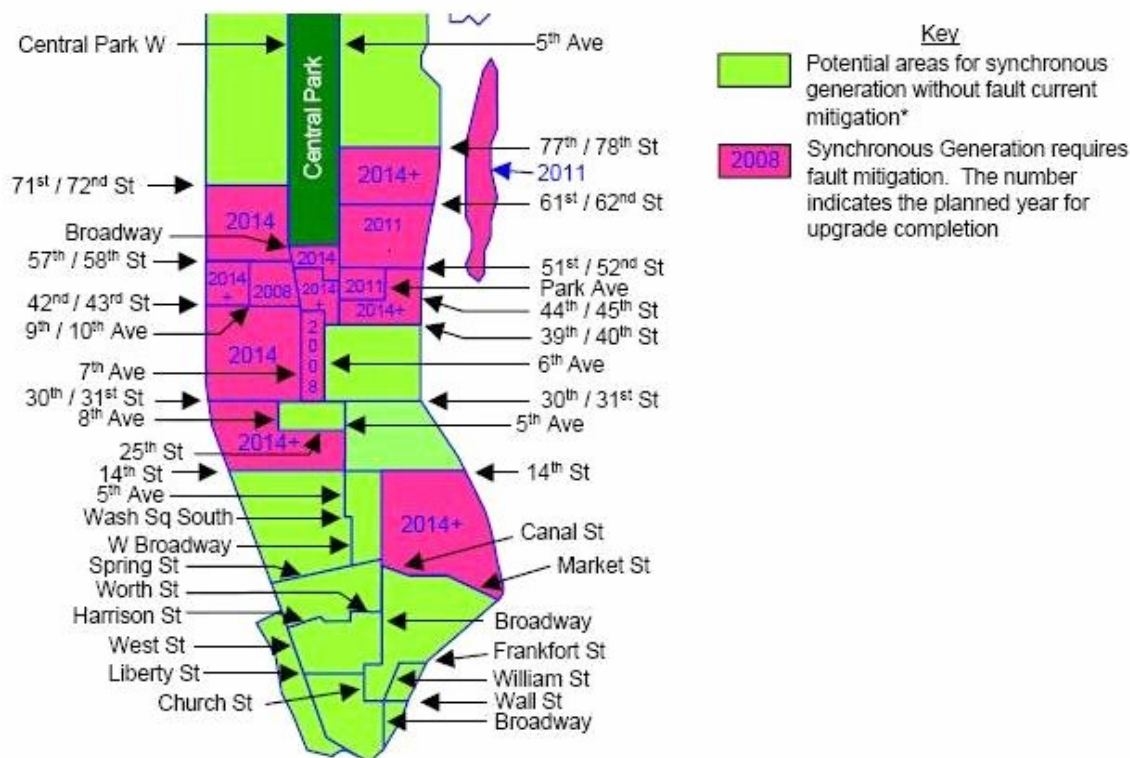 Central Park W
5th Ave
Key
Potential areas for synchronous
generation without fault current
mitigation*
Central Park
77th / 78th St
2008
Synchronous Generation requires
fault mitigation. The number
indicates the planned year for
upgrade completion
2014+
2011
71st / 72nd St
61st / 62nd St
2014
2011
Broadway
57th / 58th St
2014
51st / 52nd St
2014
+
2008
2014
+
2011
Park Ave
42nd / 43rd St
2014+
44th / 45th St
9th / 10th Ave
39th / 40th St
2014
2008
7th Ave
6th Ave
30th / 31st St
30th / 31st St
8th Ave
5th Ave
25th St
2014+
14th St
14th St
5th Ave
Wash Sq South
2014+
Canal St
W Broadway
Spring St
Market St
Worth St
Harrison St
Broadway
West St
Frankfort St
Liberty St
William St
Church St
Wall St
Broadway